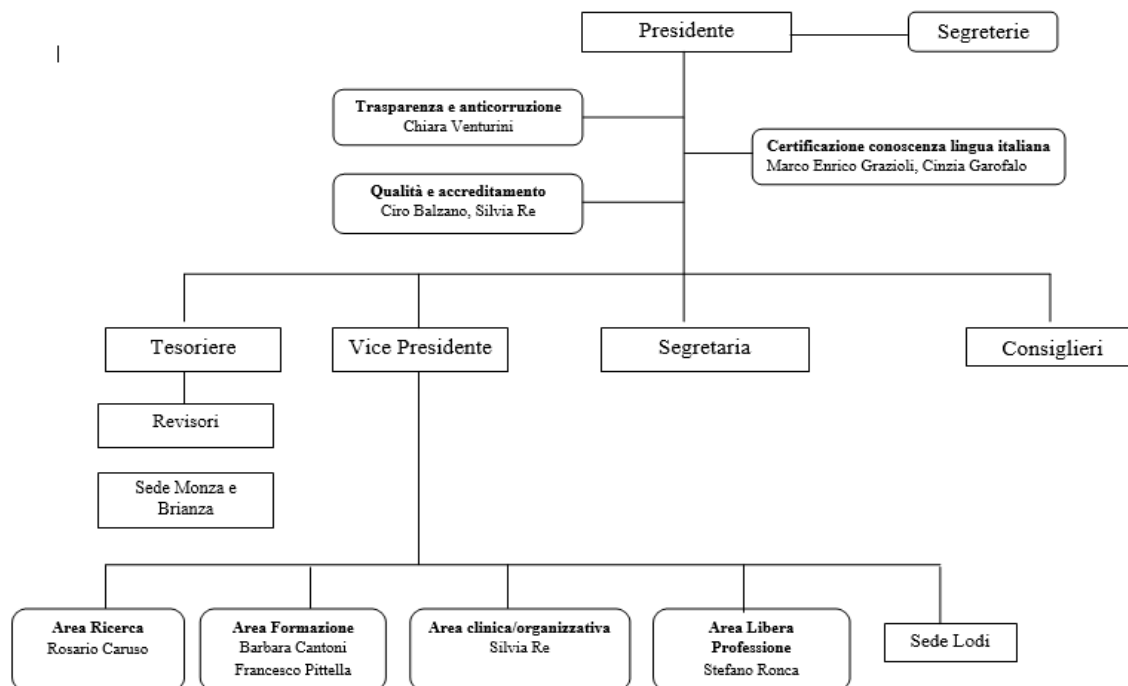 Presidente
Segreterie
Trasparenza e anticorruzione
Chiara Venturini
Certificazione conoscenza lingua italiana
Marco Enrico Grazioli, Cinzia Garofalo
Qualità e accreditamento
Ciro Balzano, Silvia Re
Tesoriere
Vice Presidente
Segretaria
Consiglieri
Revisori
Sede Monza e
Brianza
Area Ricerca
Rosario Caruso
Area Formazione
Barbara Cantoni
Francesco Pittella
Area clinica/organizzativa
Silvia Re
Area Libera
Professione
Stefano Ronca
Sede Lodi